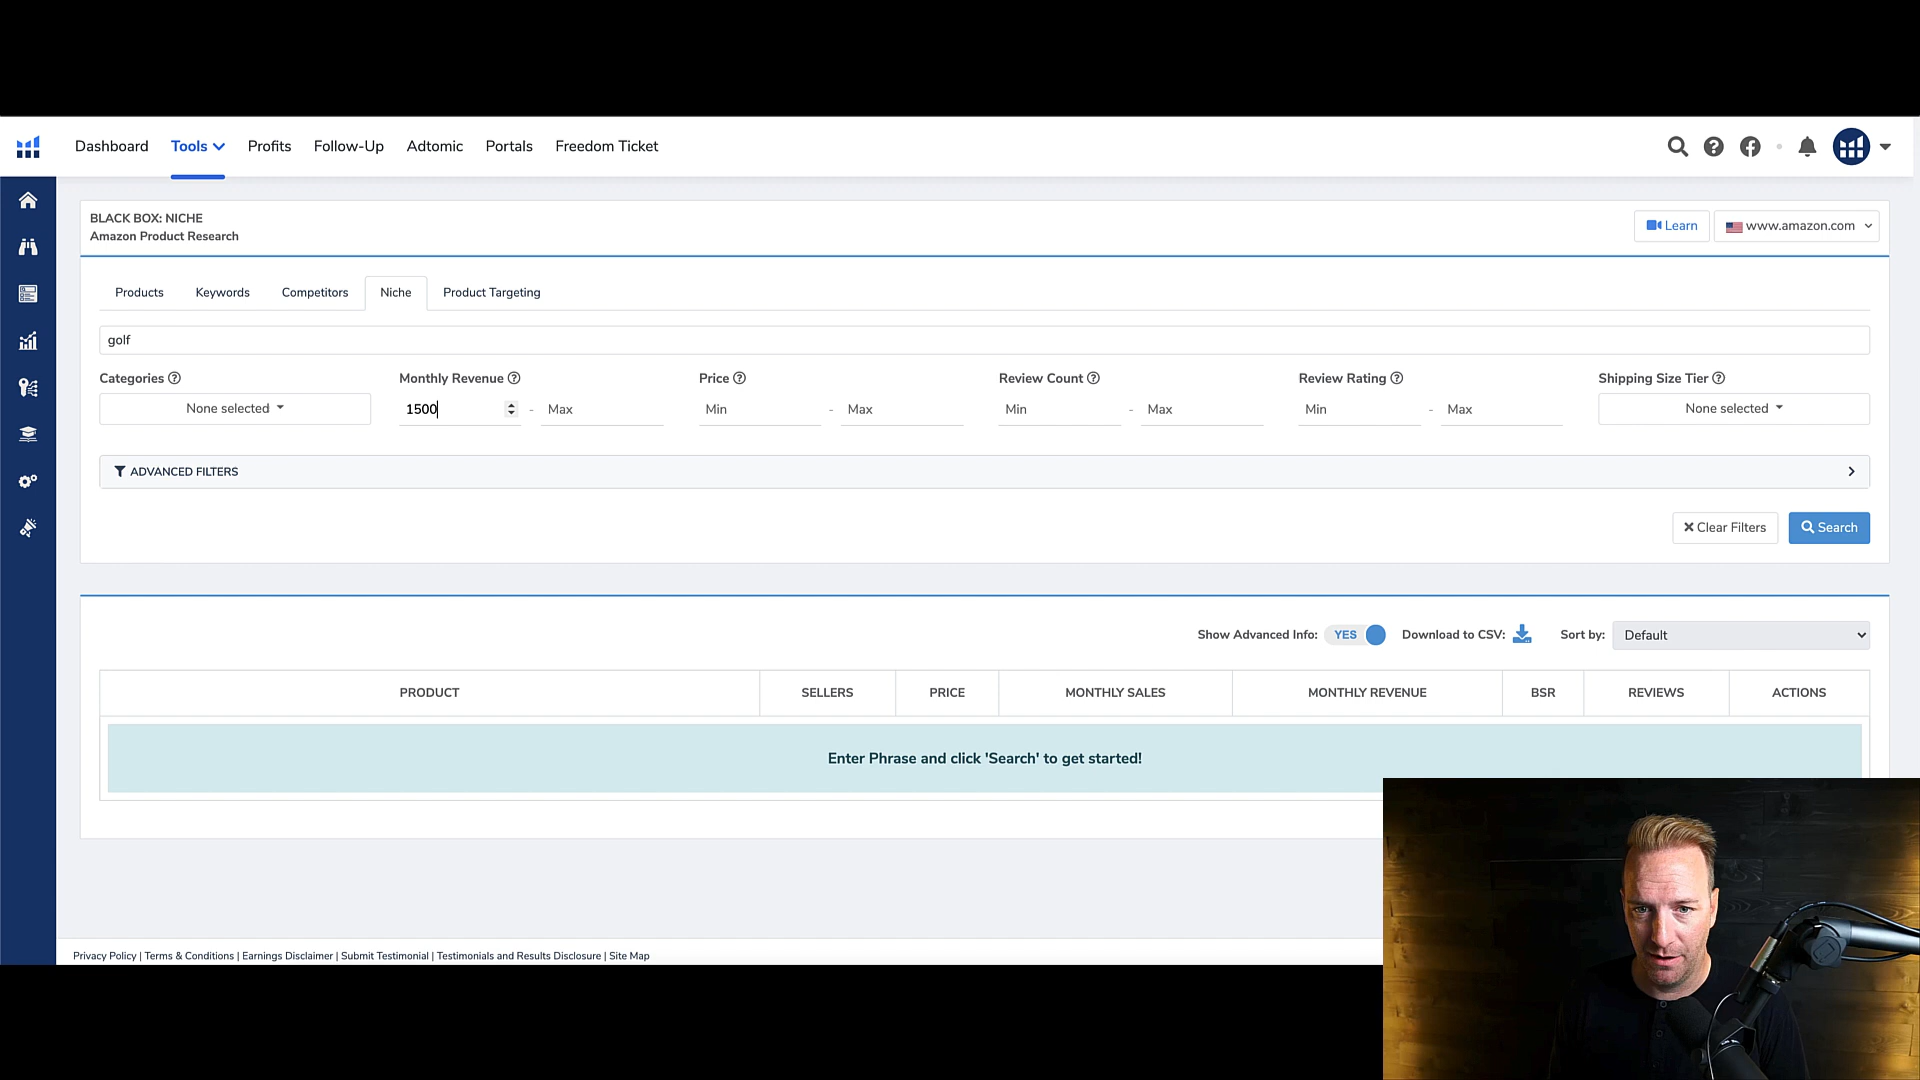 Dashboard Tools Profits Follow-Up Adtomic Portals Freedom Ticket
BLACK BOX: NICHE
Amazon Product Research
Learn www.amazon.com
Products Keywords Competitors Niche Product Targeting
golf
Categories Monthly Revenue Price Review Count Review Rating Shipping Size Tier
None selected 1500 - Max Min - Max Min - Max Min - Max None selected
ADVANCED FILTERS
Clear Filters Search
Show Advanced Info: YES Download to CSV: Sort by: Default
PRODUCT SELLERS PRICE MONTHLY SALES MONTHLY REVENUE BSR REVIEWS ACTIONS
Enter Phrase and click 'Search' to get started!
Privacy Policy | Terms & Conditions | Earnings Disclaimer | Submit Testimonial | Testimonials and Results Disclosure | Site Map